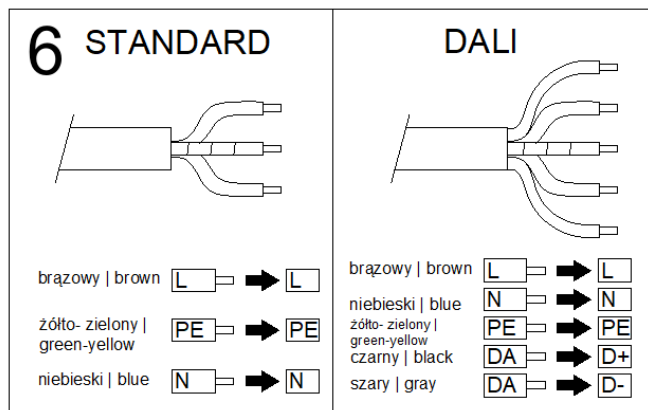 6 STANDARD
brązowy | brown L L
żółto- zielony |
green-yellow PE PE
niebieski | blue N N
DALI
brązowy | brown L L
niebieski | blue N N
żółto- zielony |
green-yellow PE PE
czarny | black DA D+
szary | gray DA D-